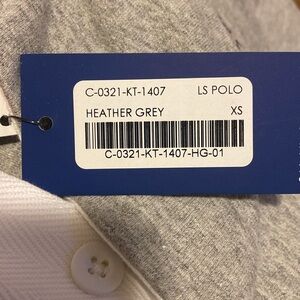 C-0321-KT-1407 LS POLO
HEATHER GREY XS
C-0321-KT-1407-HG-01